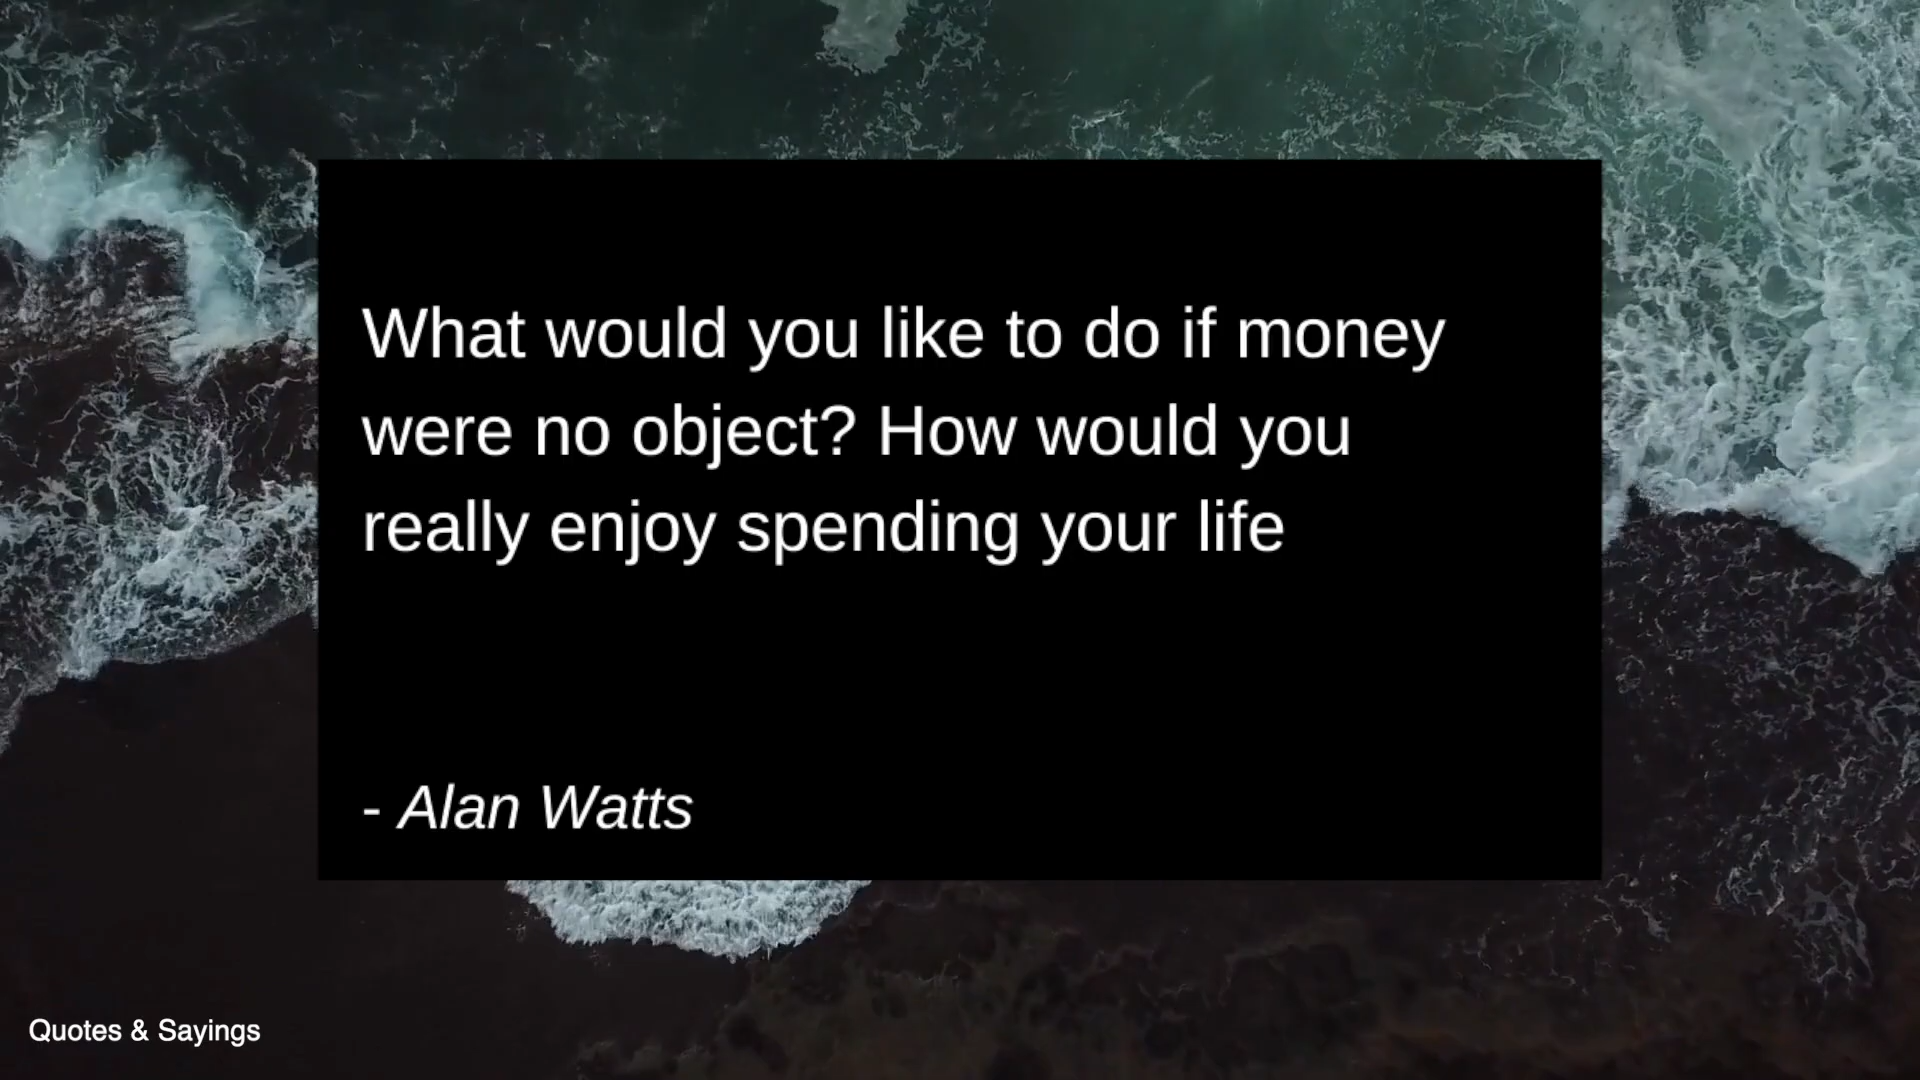 What would you like to do if money
were no object? How would you
really enjoy spending your life
- Alan Watts
Quotes & Sayings